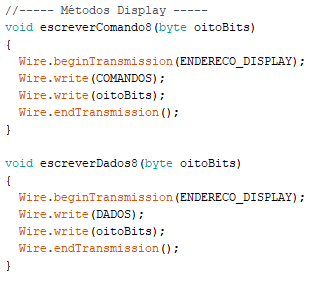 //----- Métodos Display -----
void escreverComando8(byte oitoBits)
{
  Wire.beginTransmission(ENDERECO_DISPLAY);
  Wire.write(COMANDOS);
  Wire.write(oitoBits);
  Wire.endTransmission();
}

void escreverDados8(byte oitoBits)
{
  Wire.beginTransmission(ENDERECO_DISPLAY);
  Wire.write(DADOS);
  Wire.write(oitoBits);
  Wire.endTransmission();
}